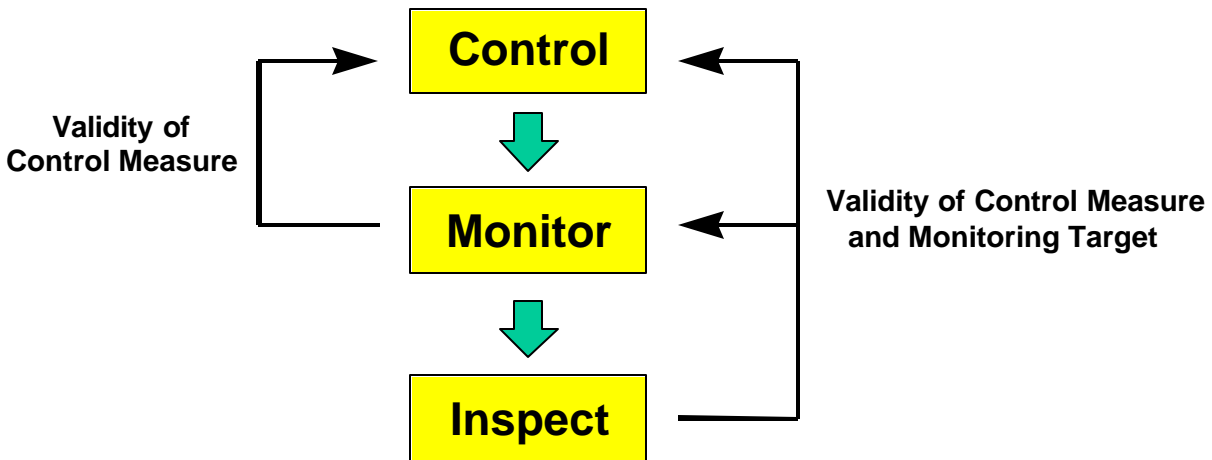 Control
Validity of
Control Measure
Monitor
Validity of Control Measure
and Monitoring Target
Inspect